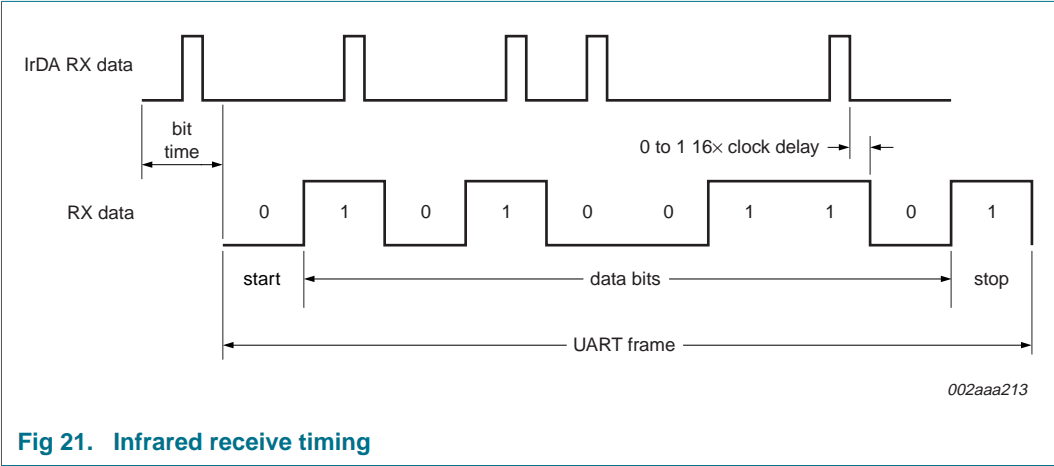 IrDA RX data
bit
time
0 to 1 16× clock delay
RX data
0 1 0 1 0 0 1 1 0 1
start
data bits
stop
UART frame
002aaa213
Fig 21. Infrared receive timing